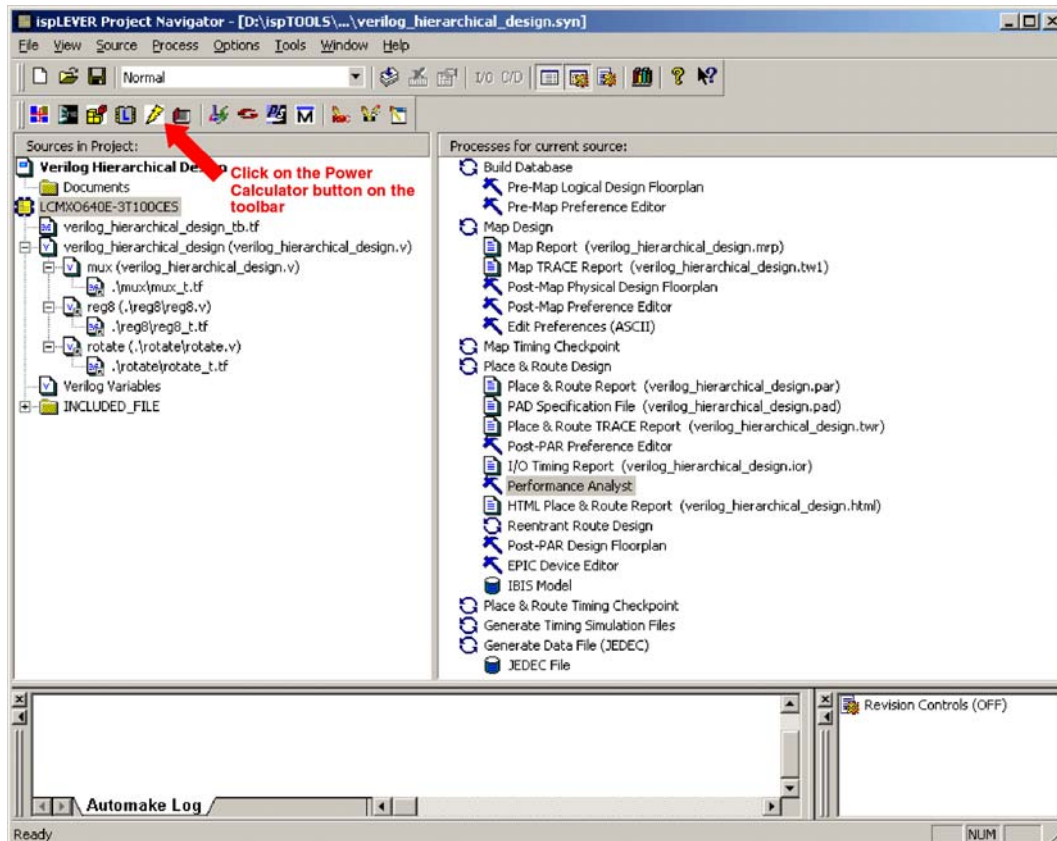 ispLEVER Project Navigator - [D:\ispTOOLS\...\verilog_hierarchical_design.syn]
File View Source Process Options Tools Window Help
Normal
I/O C/D
Sources in Project:
Verilog Hierarchical De
Documents
LCMXO640E-3T100CES
verilog_hierarchical_design_tb.tf
verilog_hierarchical_design (verilog_hierarchical_design.v)
mux (verilog_hierarchical_design.v)
.\mux\mux_t.tf
reg8 (.\reg8\reg8.v)
.\reg8\reg8_t.tf
rotate (.\rotate\rotate.v)
.\rotate\rotate_t.tf
Verilog Variables
INCLUDED_FILE
Click on the Power
Calculator button on the
toolbar
Processes for current source:
Build Database
Pre-Map Logical Design Floorplan
Pre-Map Preference Editor
Map Design
Map Report (verilog_hierarchical_design.mrp)
Map TRACE Report (verilog_hierarchical_design.tw1)
Post-Map Physical Design Floorplan
Post-Map Preference Editor
Edit Preferences (ASCII)
Map Timing Checkpoint
Place & Route Design
Place & Route Report (verilog_hierarchical_design.par)
PAD Specification File (verilog_hierarchical_design.pad)
Place & Route TRACE Report (verilog_hierarchical_design.twr)
Post-PAR Preference Editor
I/O Timing Report (verilog_hierarchical_design.ior)
Performance Analyst
HTML Place & Route Report (verilog_hierarchical_design.html)
Reentrant Route Design
Post-PAR Design Floorplan
EPIC Device Editor
IBIS Model
Place & Route Timing Checkpoint
Generate Timing Simulation Files
Generate Data File (JEDEC)
JEDEC File
Automake Log
Revision Controls (OFF)
Ready
NUM